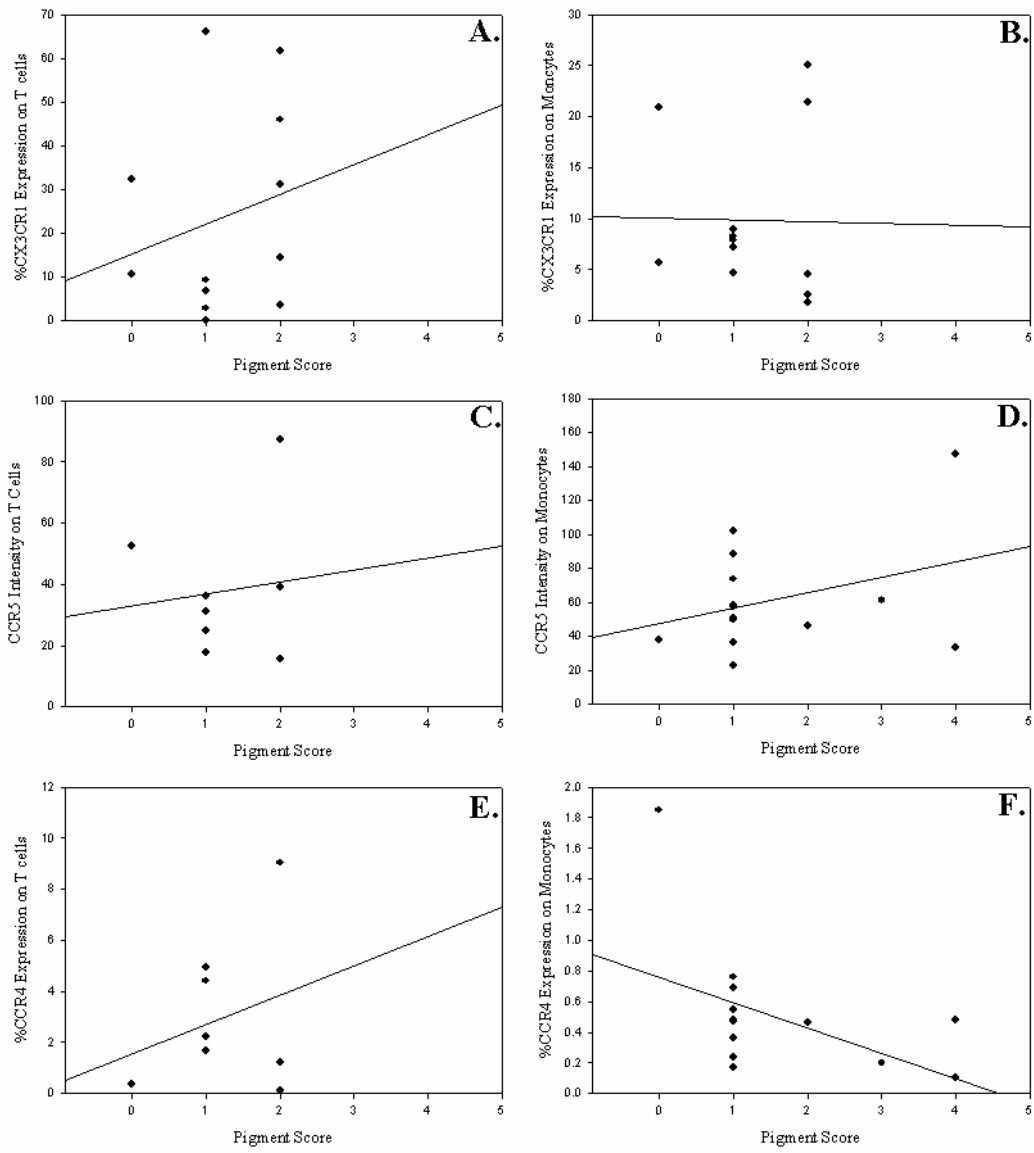 A.
%CX3CR1 Expression on T cells
70
60
50
40
30
20
10
0
0 1 2 3 4 5
Pigment Score
B.
%CX3CR1 Expression on Moncytes
30
25
20
15
10
5
0
0 1 2 3 4 5
Pigment Score
C.
CCR5 Intensity on T Cells
100
80
60
40
20
0
0 1 2 3 4 5
Pigment Score
D.
CCR5 Intensity on Monocytes
180
160
140
120
100
80
60
40
20
0
0 1 2 3 4 5
Pigment Score
E.
%CCR4 Expression on T cells
12
10
8
6
4
2
0
0 1 2 3 4 5
Pigment Score
F.
%CCR4 Expression on Monocytes
2.0
1.8
1.6
1.4
1.2
1.0
0.8
0.6
0.4
0.2
0.0
0 1 2 3 4 5
Pigment Score